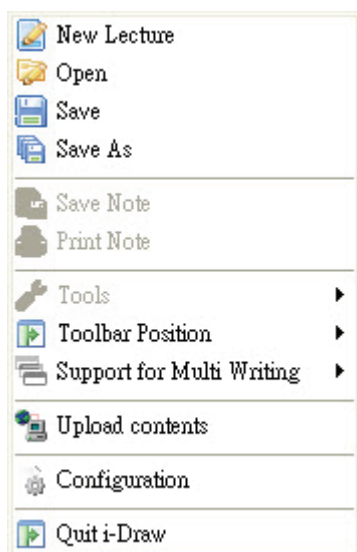 New Lecture
Open
Save
Save As
Save Note
Print Note
Tools
Toolbar Position
Support for Multi Writing
Upload contents
Configuration
Quit i-Draw